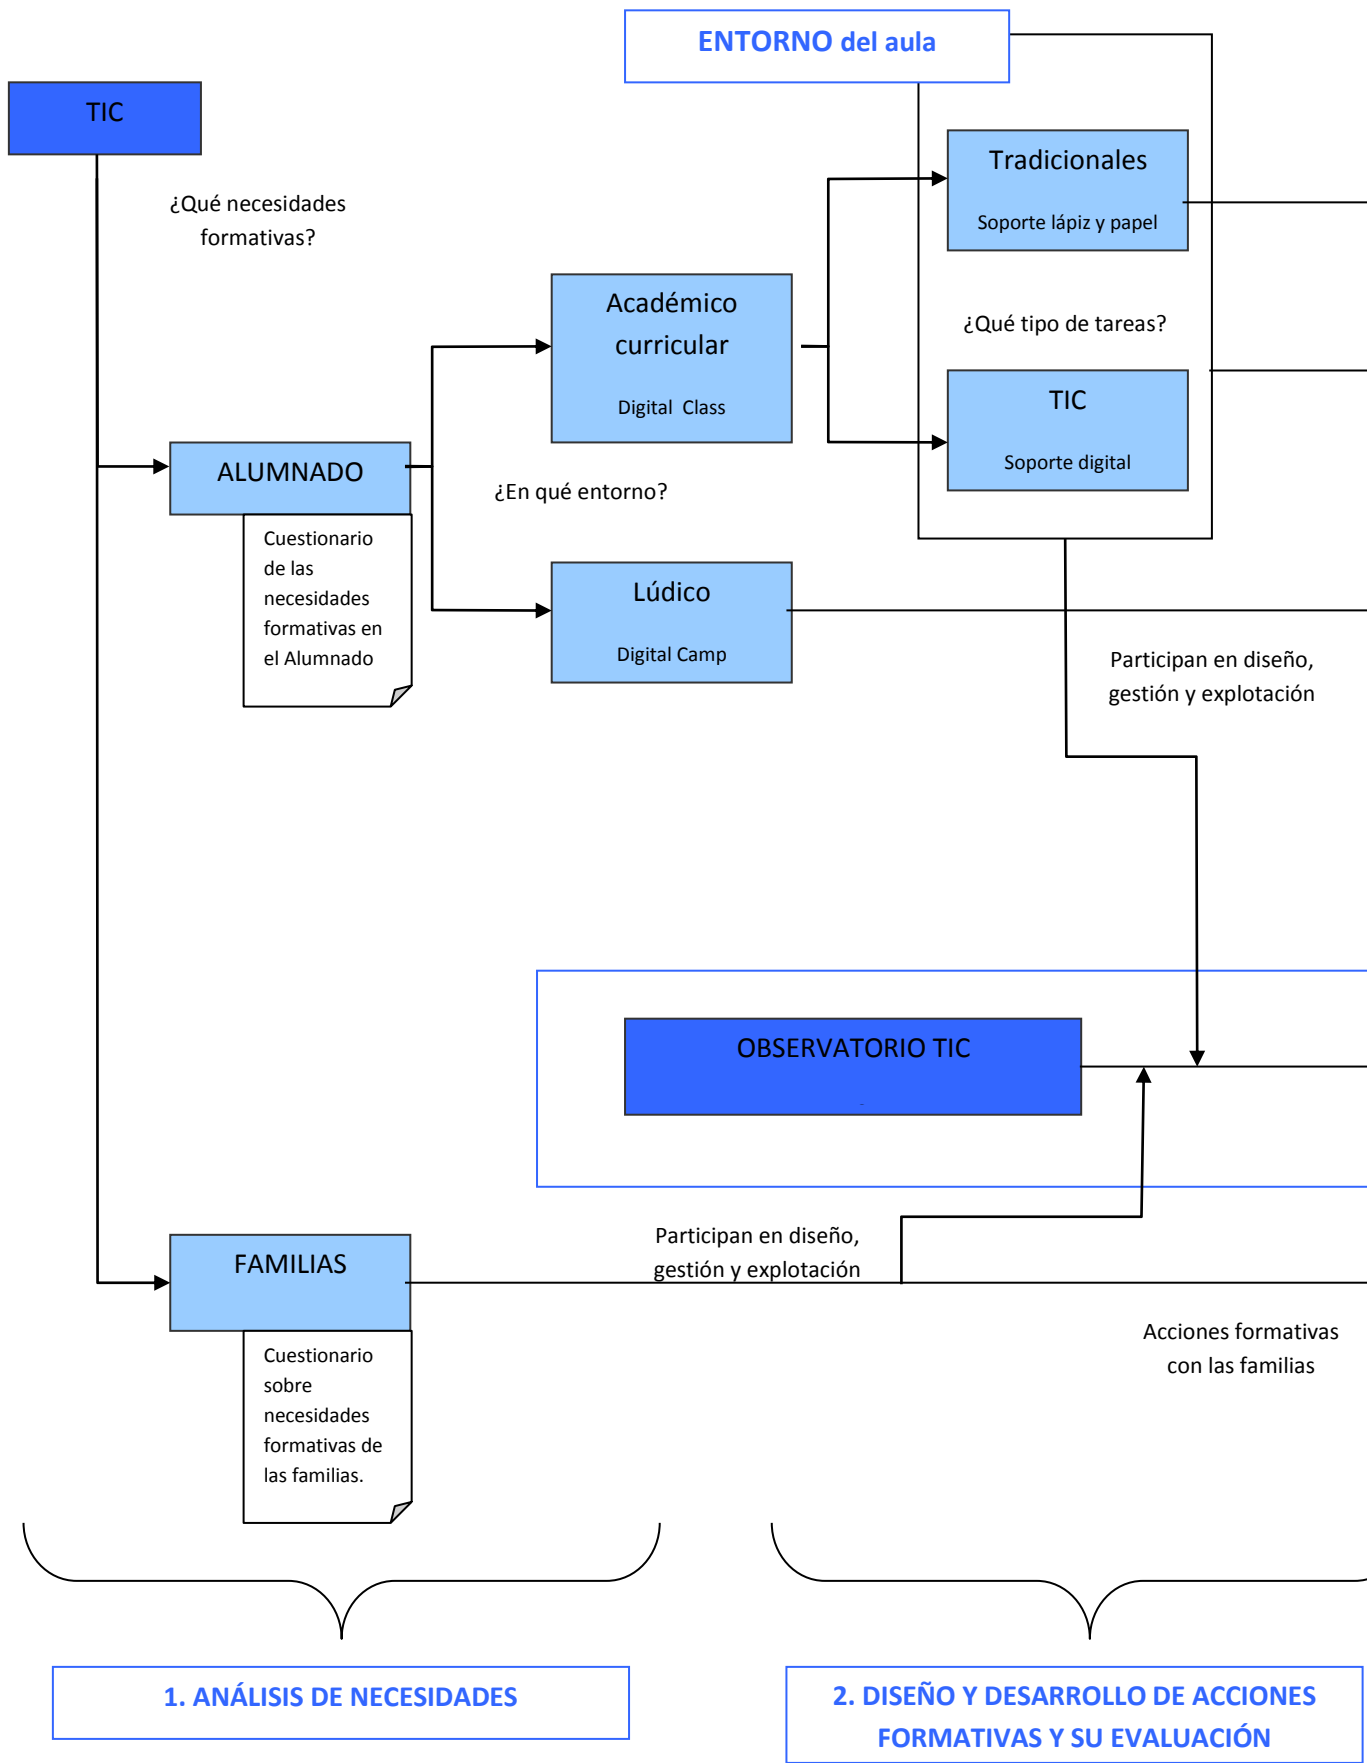 ENTORNO del aula
TIC
¿Qué necesidades
formativas?
Tradicionales
Soporte lápiz y papel
Académico
curricular
Digital Class
¿Qué tipo de tareas?
TIC
Soporte digital
ALUMNADO
¿En qué entorno?
Cuestionario
de las
necesidades
formativas en
el Alumnado
Lúdico
Digital Camp
Participan en diseño,
gestión y explotación
OBSERVATORIO TIC
Participan en diseño,
gestión y explotación
FAMILIAS
Acciones formativas
con las familias
Cuestionario
sobre
necesidades
formativas de
las familias.
1. ANÁLISIS DE NECESIDADES
2. DISEÑO Y DESARROLLO DE ACCIONES
FORMATIVAS Y SU EVALUACIÓN